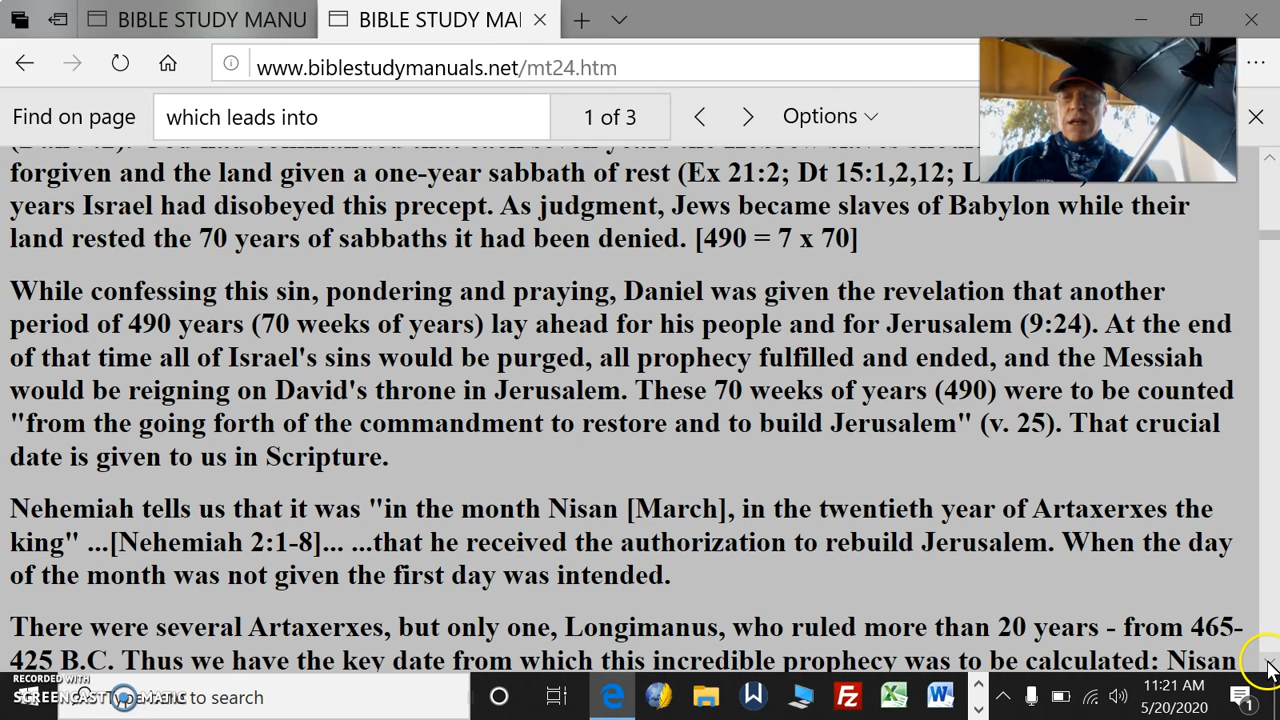 BIBLE STUDY MANU
BIBLE STUDY MAI
www.biblestudymanuals.net/mt24.htm
Find on page
which leads into
1 of 3
Options
forgiven and the land given a one-year sabbath of rest (Ex 21:2; Dt 15:1,2,12;
years Israel had disobeyed this precept. As judgment, Jews became slaves of Babylon while their
land rested the 70 years of sabbaths it had been denied. [490 = 7 x 70]
While confessing this sin, pondering and praying, Daniel was given the revelation that another
period of 490 years (70 weeks of years) lay ahead for his people and for Jerusalem (9:24). At the end
of that time all of Israel's sins would be purged, all prophecy fulfilled and ended, and the Messiah
would be reigning on David's throne in Jerusalem. These 70 weeks of years (490) were to be counted
"from the going forth of the commandment to restore and to build Jerusalem" (v. 25). That crucial
date is given to us in Scripture.
Nehemiah tells us that it was "in the month Nisan [March], in the twentieth year of Artaxerxes the
king" ...[Nehemiah 2:1-8]... ...that he received the authorization to rebuild Jerusalem. When the day
of the month was not given the first day was intended.
There were several Artaxerxes, but only one, Longimanus, who ruled more than 20 years - from 465-
425 B.C. Thus we have the key date from which this incredible prophecy was to be calculated: Nisan
RECORDED WITH
SCREENCAST MATIC
Type here to search
11:21 AM
5/20/2020
1